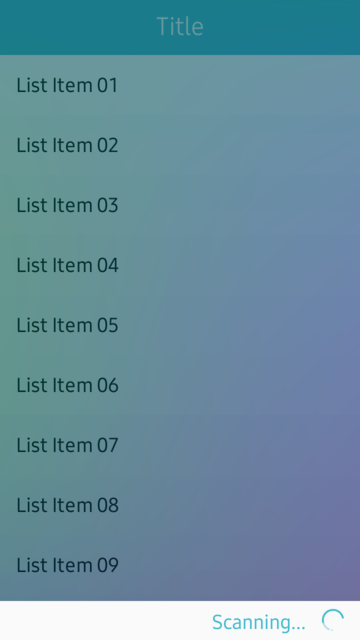 Title
List Item 01
List Item 02
List Item 03
List Item 04
List Item 05
List Item 06
List Item 07
List Item 08
List Item 09
Scanning...